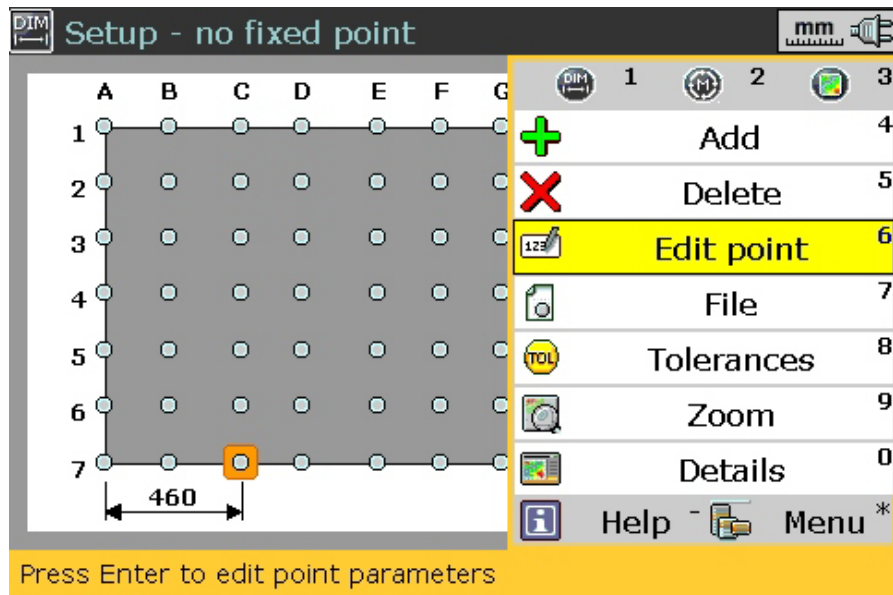 DIM Setup - no fixed point mm
A B C D E F G
DIM 1 (M) 2 3
1
Add 4
2
Delete 5
3
123 Edit point 6
4
File 7
5
TOL Tolerances 8
6
Zoom 9
7
Details 0
460
i Help - Menu *
Press Enter to edit point parameters